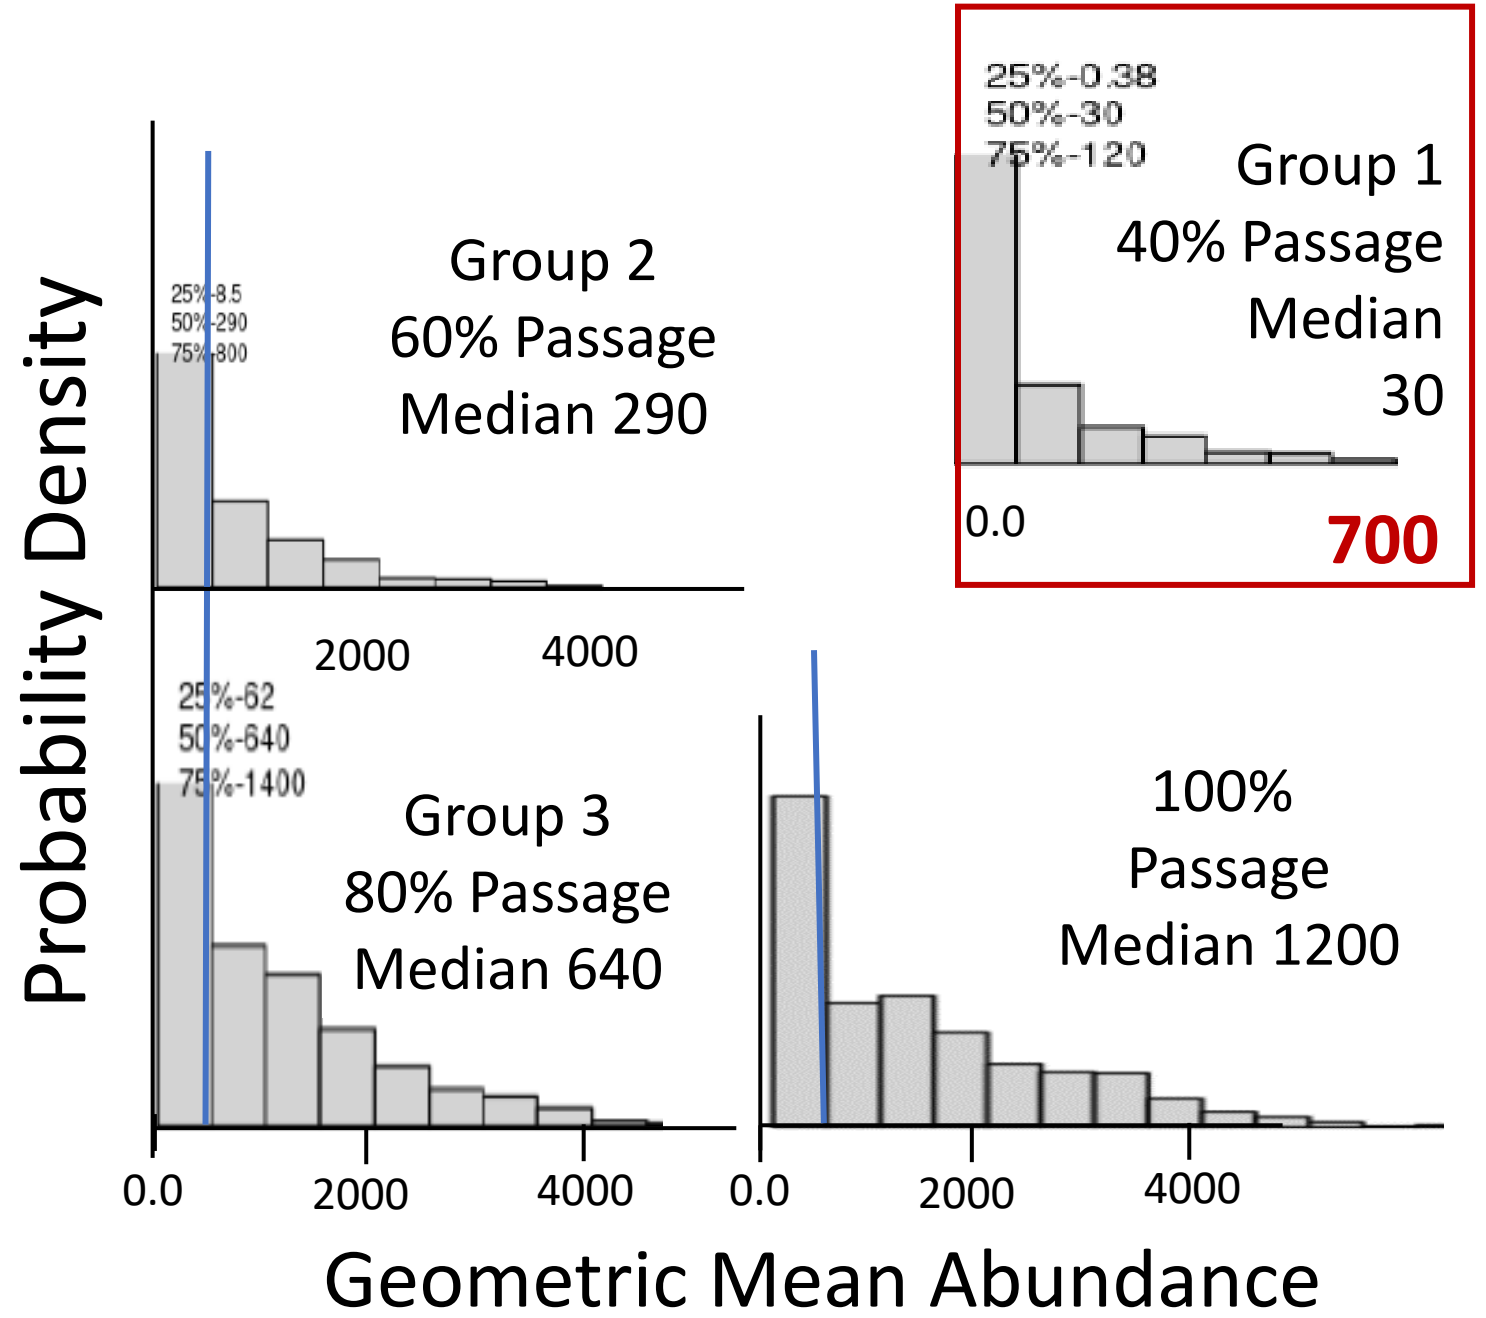 Probability Density
25%-8.5
50%-290
75%-800
Group 2
60% Passage
Median 290
2000
4000
25%-0.38
50%-30
75%-120
Group 1
40% Passage
Median
30
0.0
700
25%-62
50%-640
75%-1400
Group 3
80% Passage
Median 640
0.0
2000
4000
100%
Passage
Median 1200
0.0
2000
4000
Geometric Mean Abundance